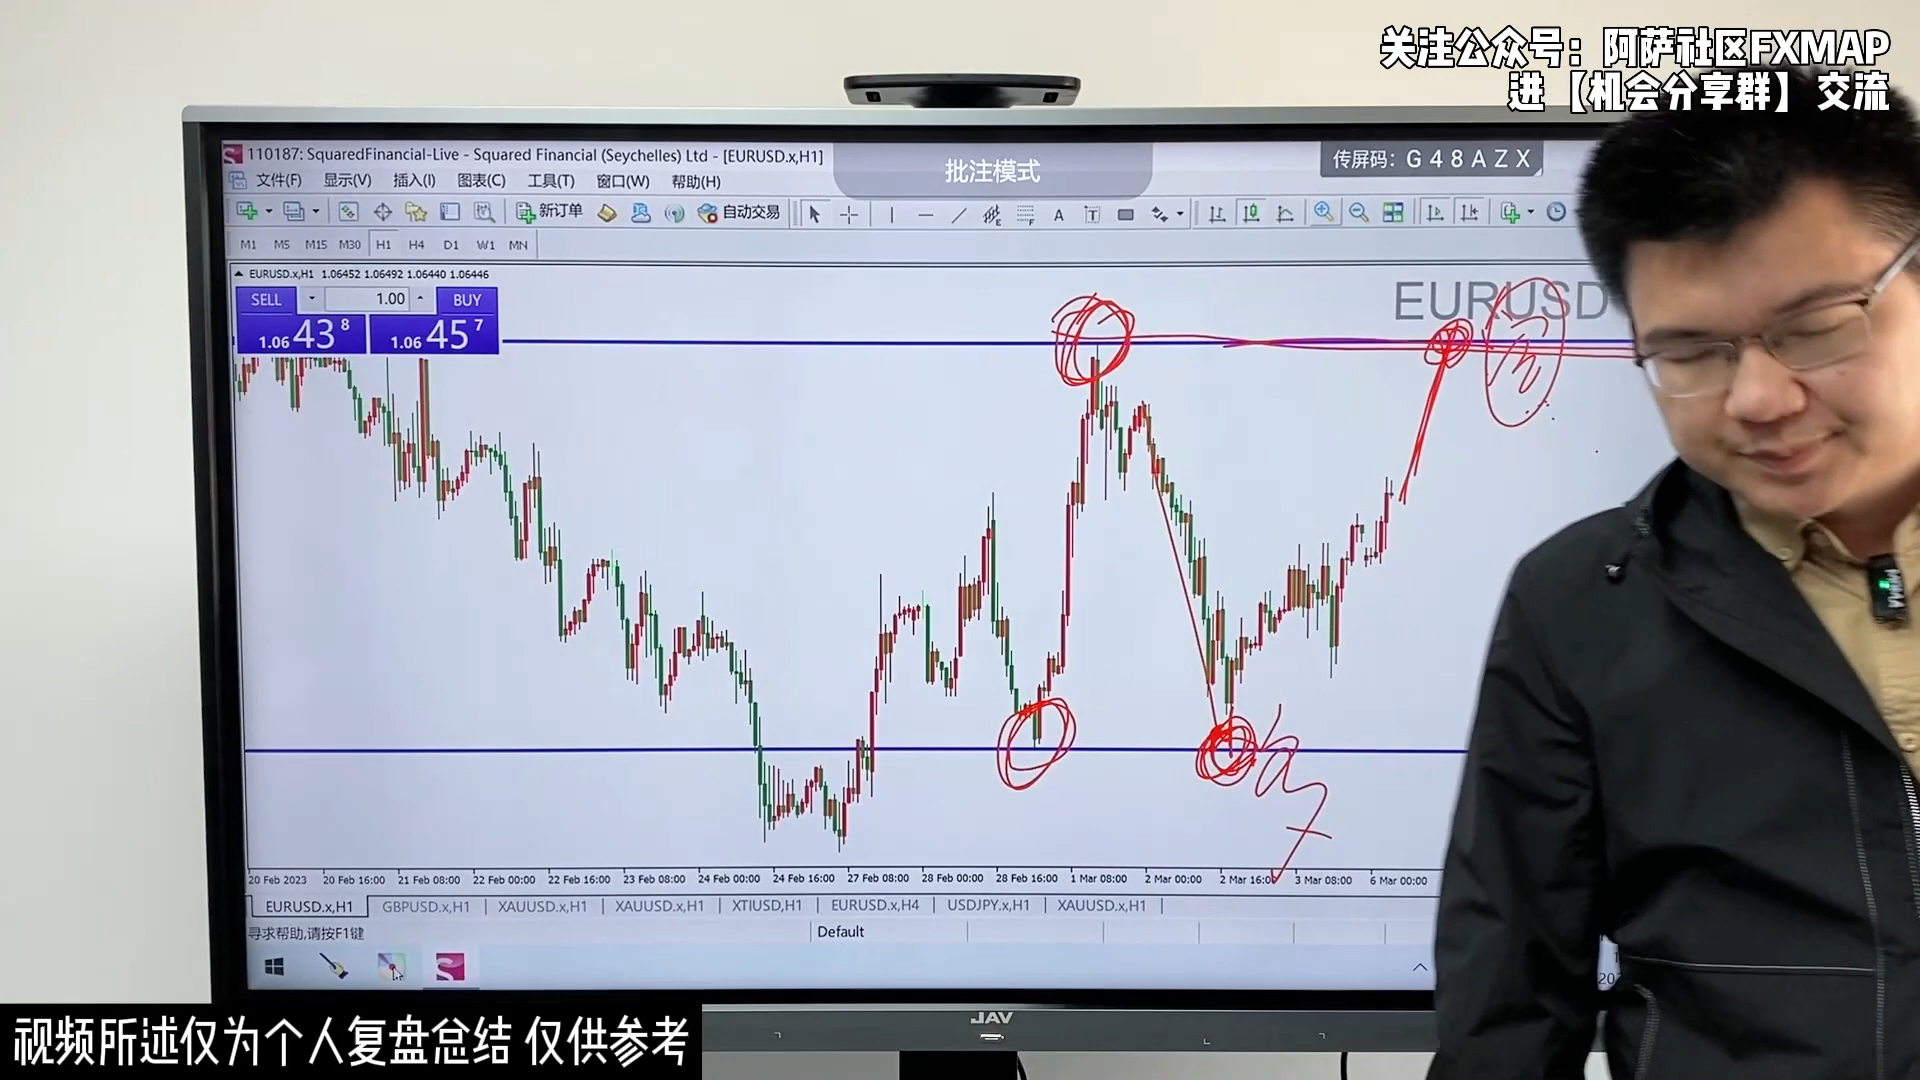 关注公众号：阿萨社区FXMAP
进【机会分享群】 交流
110187: SquaredFinancial-Live - Squared Financial (Seychelles) Ltd - [EURUSD.x,H1]
批注模式
传屏码：G48AZX
文件(F) 显示(V) 插入(I) 图表(C) 工具(T) 窗口(W) 帮助(H)
新订单 自动交易
M1 M5 M15 M30 H1 H4 D1 W1 MN
EURUSD.x,H1 1.06452 1.06492 1.06440 1.06446
SELL 1.00 BUY
1.06 43 8 1.06 45 7
EURUSD
20 Feb 2023 20 Feb 16:00 21 Feb 08:00 22 Feb 00:00 22 Feb 16:00 23 Feb 08:00 24 Feb 00:00 24 Feb 16:00 27 Feb 08:00 28 Feb 00:00 28 Feb 16:00 1 Mar 08:00 2 Mar 00:00 2 Mar 16:00 3 Mar 08:00 6 Mar 00:00
EURUSD.x,H1 GBPUSD.x,H1 XAUUSD.x,H1 XAUUSD.x,H1 XTIUSD,H1 EURUSD.x,H4 USDJPY.x,H1 XAUUSD.x,H1
寻求帮助,请按F1键 Default
JAV
视频所述仅为个人复盘总结 仅供参考